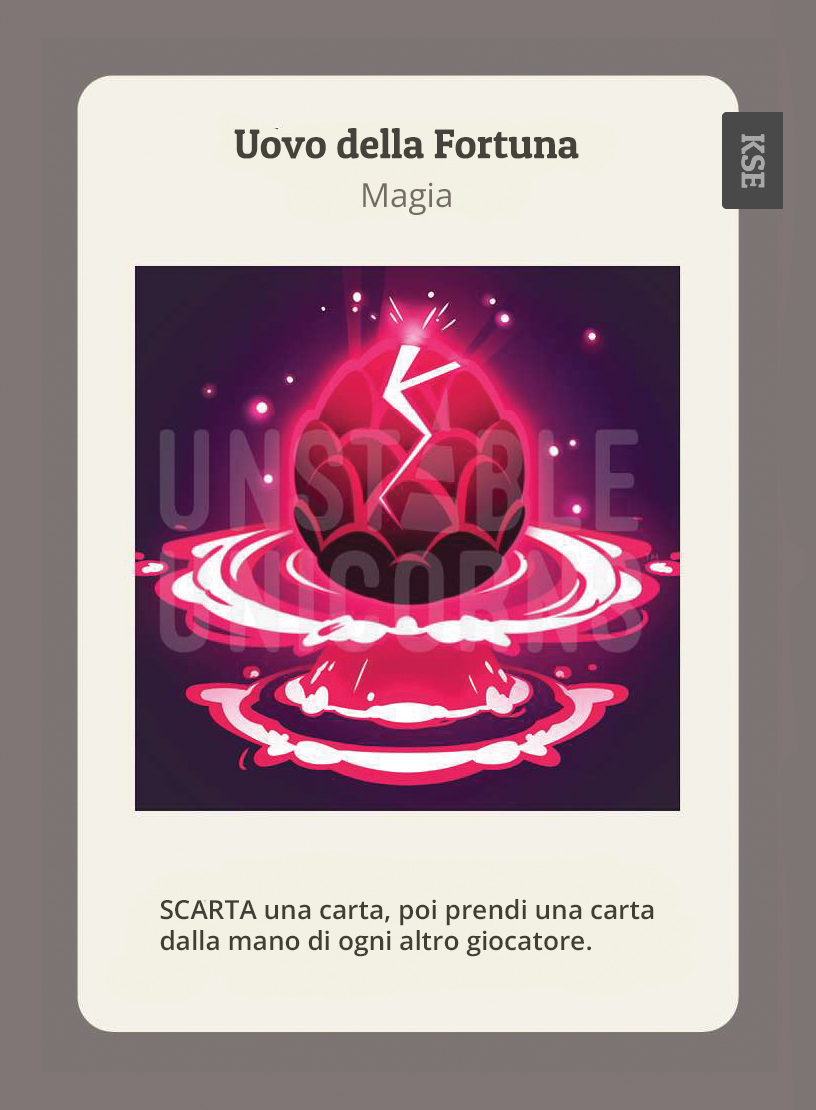 Uovo della Fortuna
Magia
KSE
UNSTABLE
UNICORNS
SCARTA una carta, poi prendi una carta
dalla mano di ogni altro giocatore.